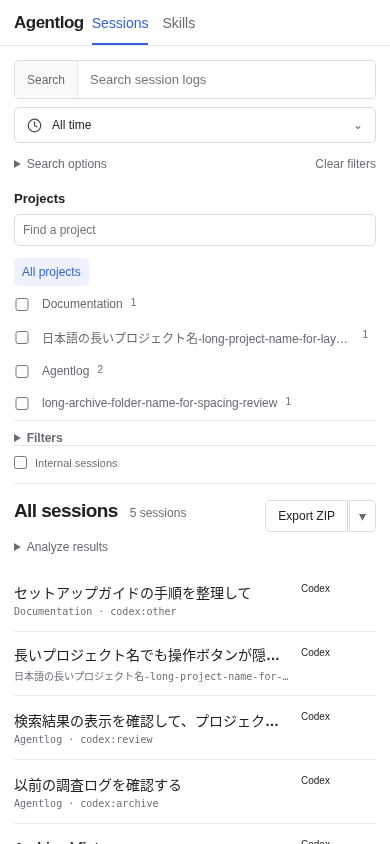 Agentlog Sessions Skills
Search Search session logs
All time
Search options Clear filters
Projects
Find a project
All projects
Documentation 1
日本語の長いプロジェクト名-long-project-name-for-lay… 1
Agentlog 2
long-archive-folder-name-for-spacing-review 1
Filters
Internal sessions
All sessions 5 sessions Export ZIP
Analyze results
セットアップガイドの手順を整理して Codex
Documentation · codex:other
長いプロジェクト名でも操作ボタンが隠… Codex
日本語の長いプロジェクト名-long-project-name-for-…
検索結果の表示を確認して、プロジェク… Codex
Agentlog · codex:review
以前の調査ログを確認する Codex
Agentlog · codex:archive